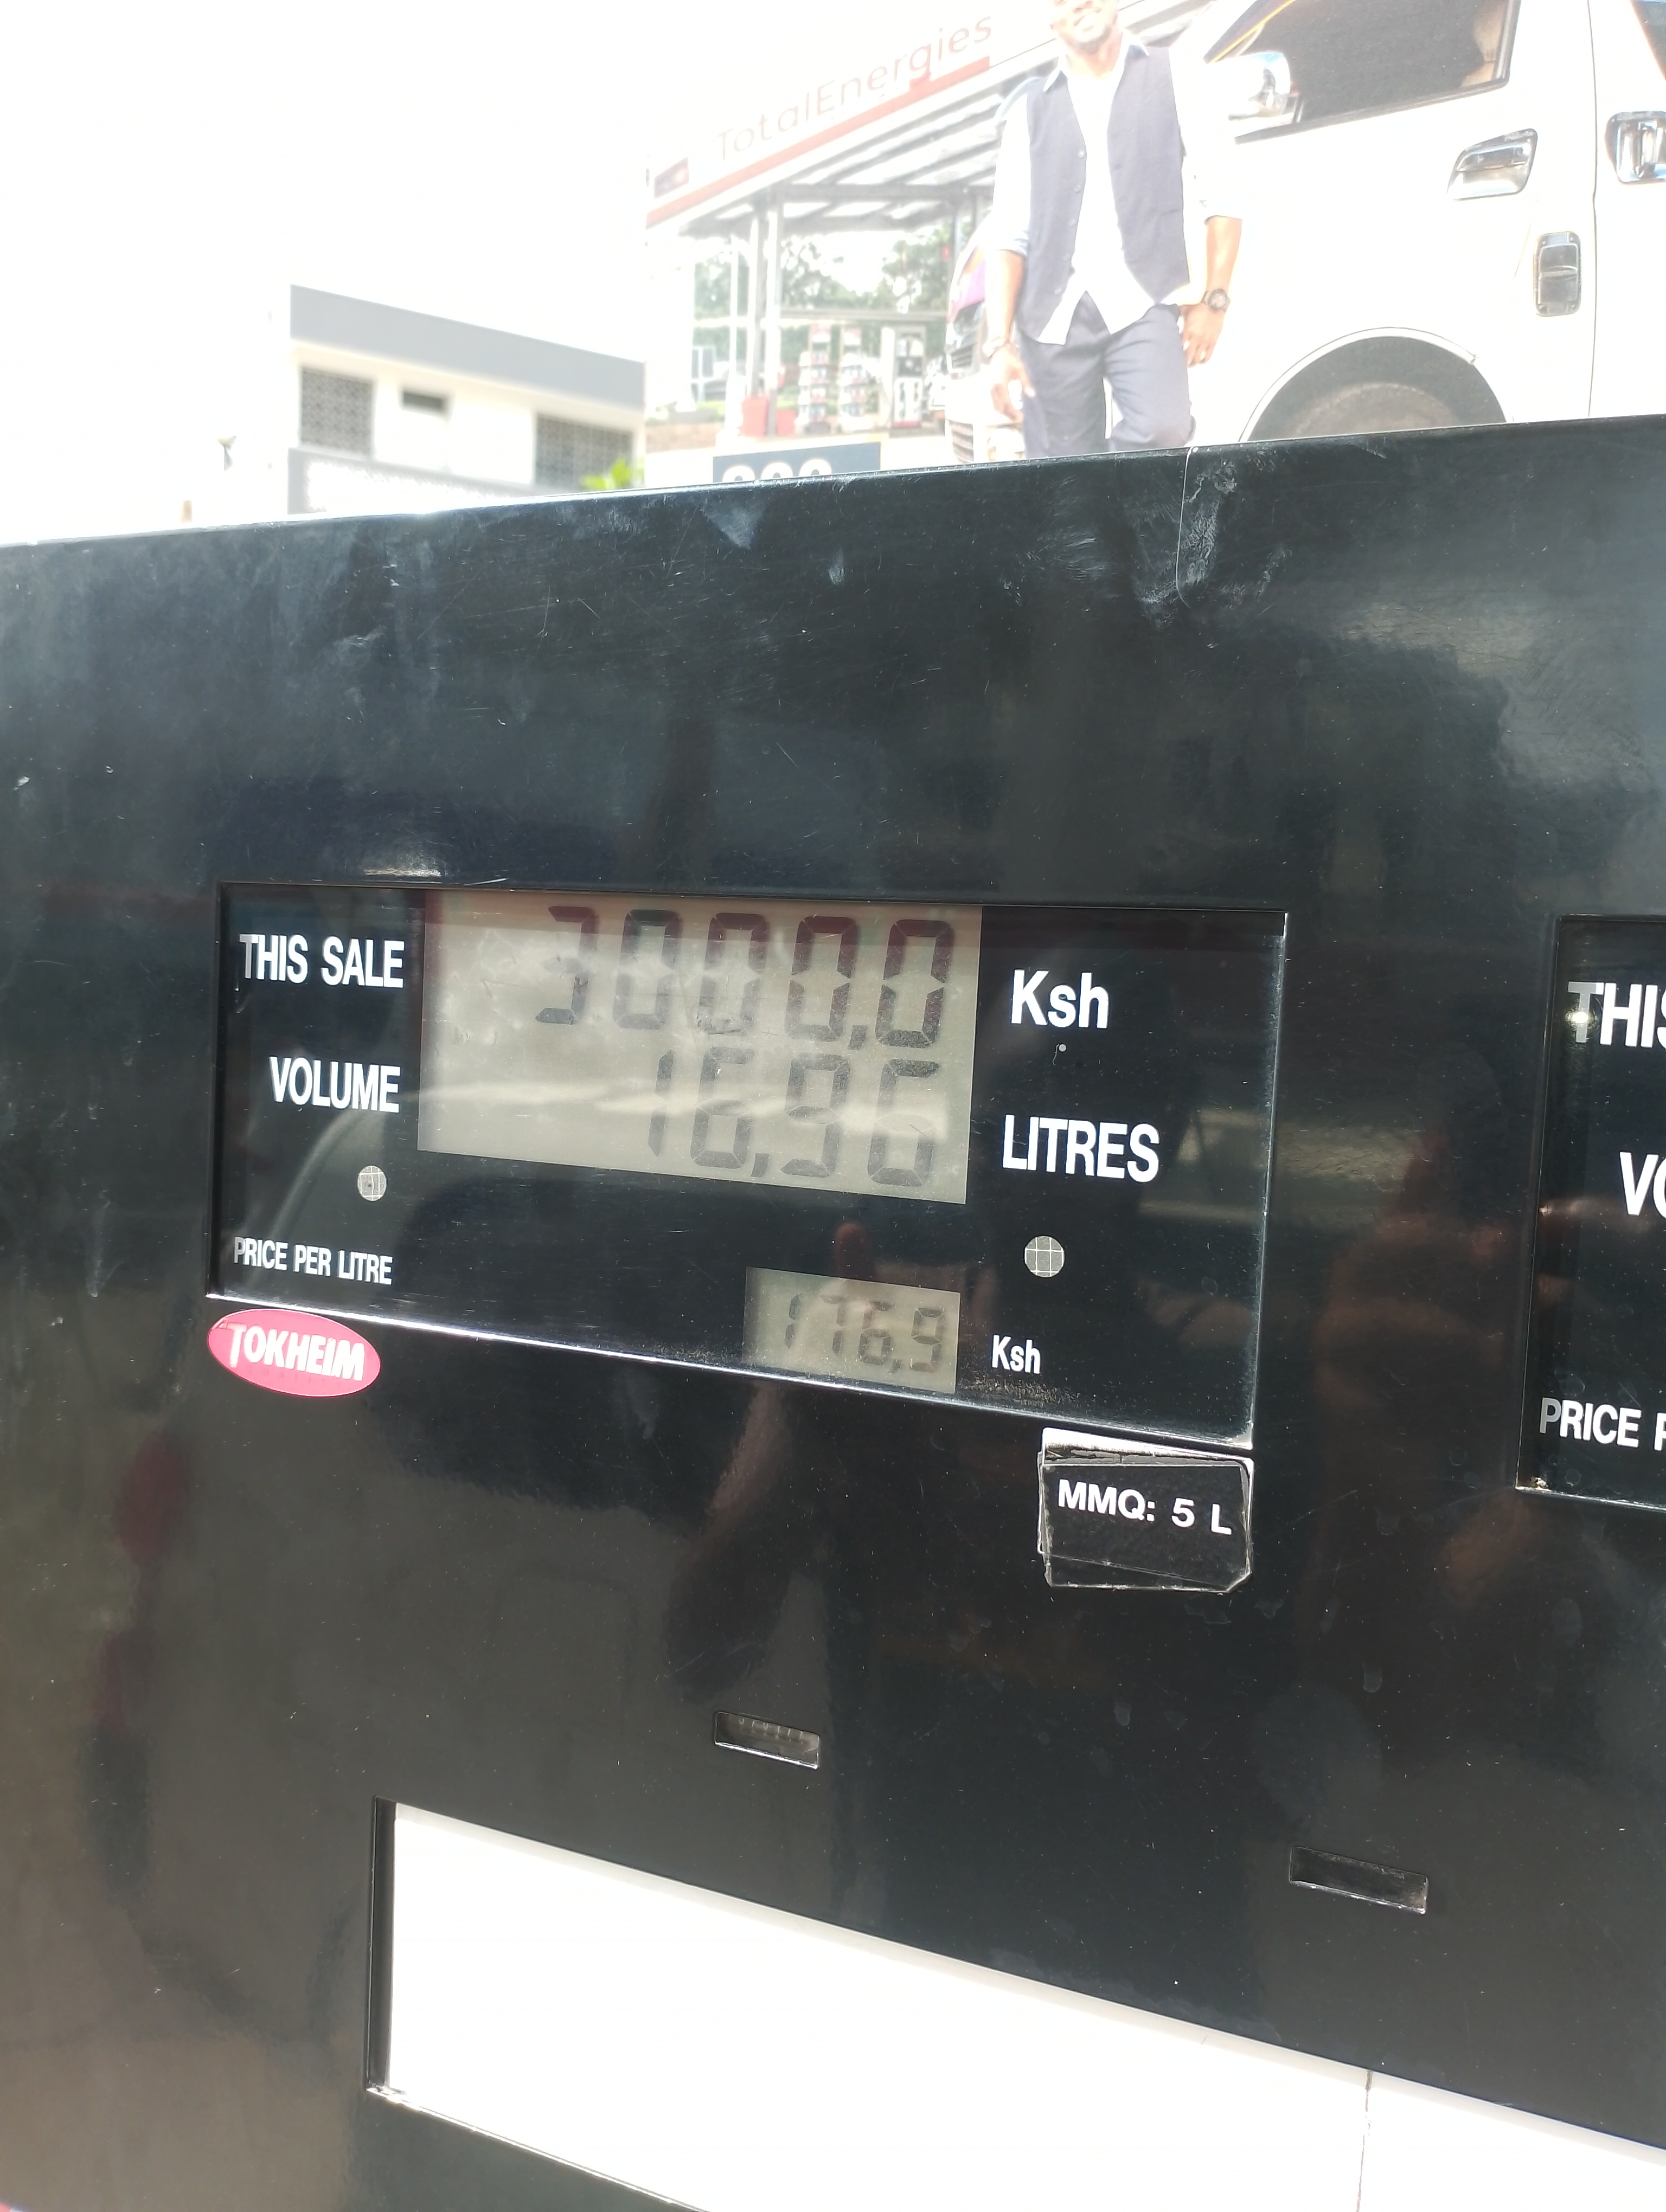 TotalEnergies
THIS SALE 3000,0 Ksh
VOLUME 16,96 LITRES
PRICE PER LITRE 176,9 Ksh
TOKHEIM
MMQ: 5 L
THIS
VO
PRICE P